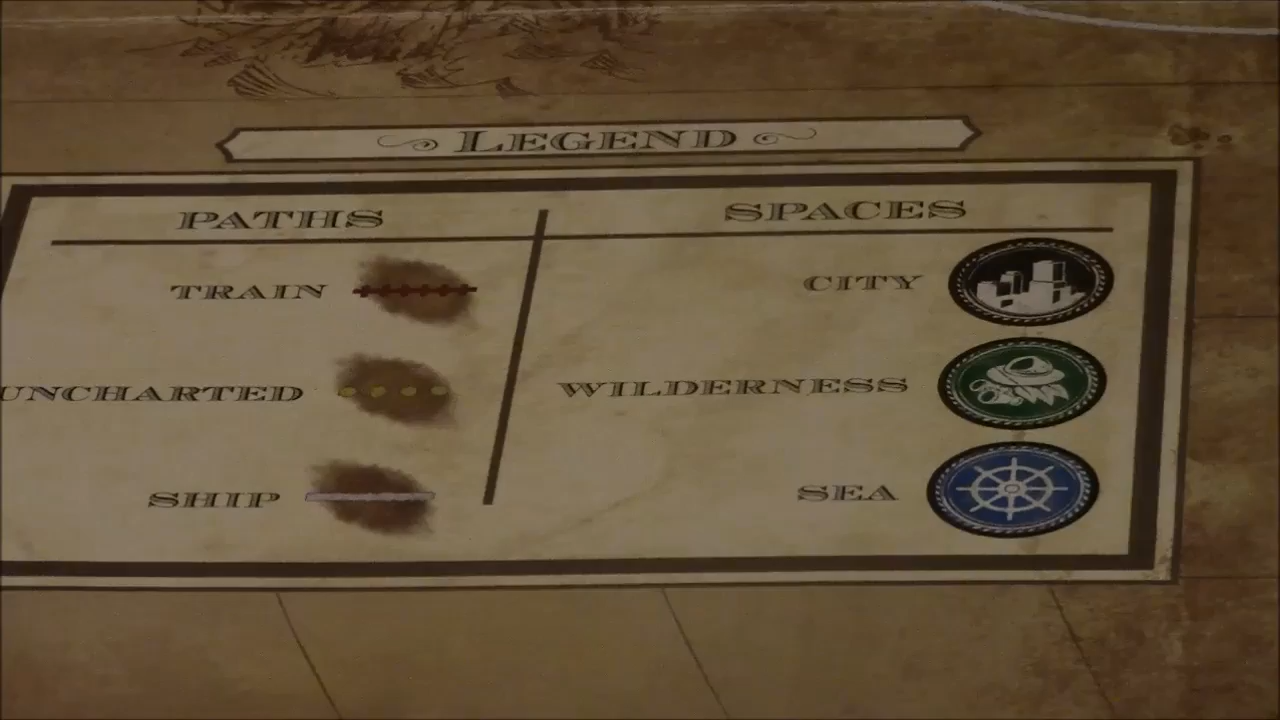 LEGEND
PATHS
TRAIN
UNCHARTED
SHIP
SPACES
CITY
WILDERNESS
SEA